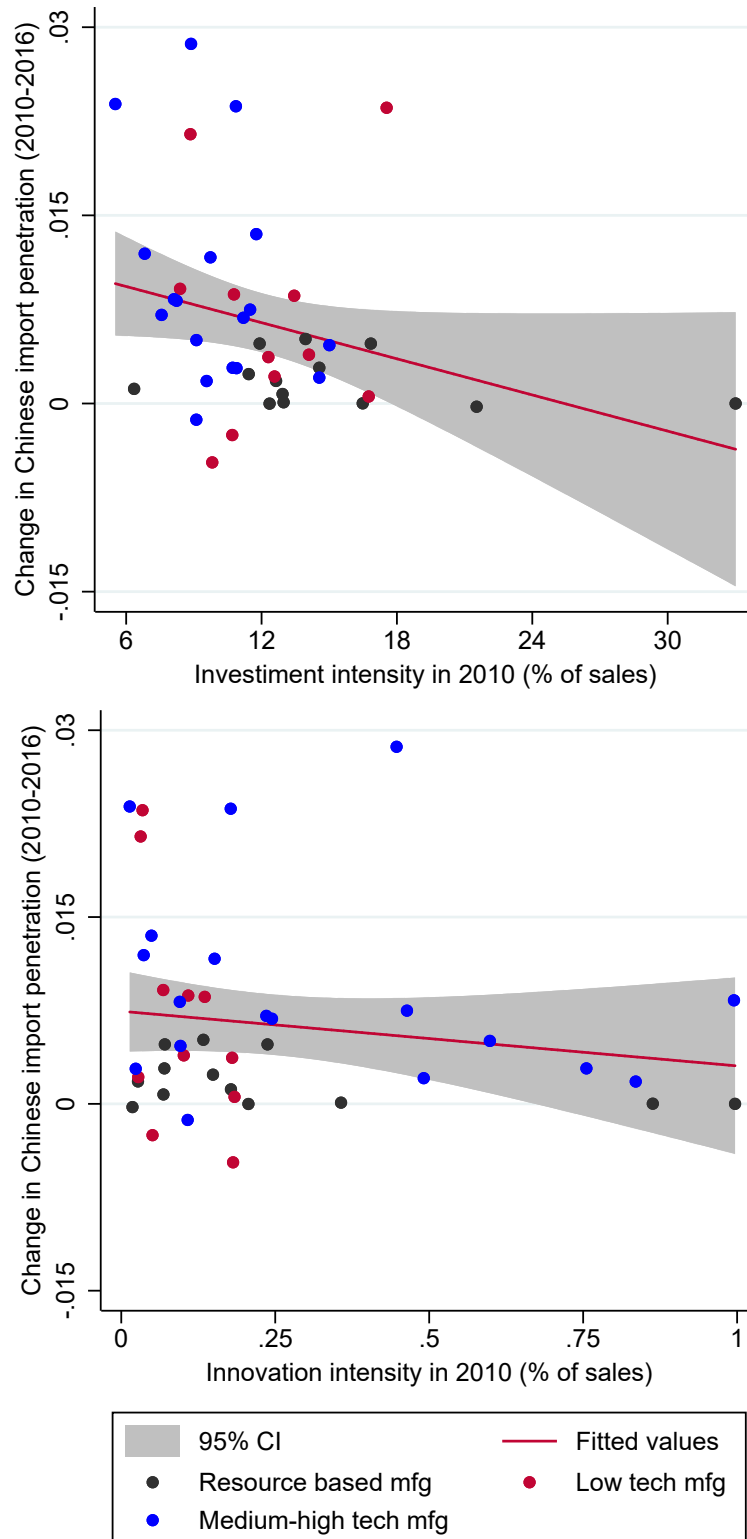 Change in Chinese import penetration (2010-2016)
.03
.015
0
-.015
6 12 18 24 30
Investiment intensity in 2010 (% of sales)
Change in Chinese import penetration (2010-2016)
.03
.015
0
-.015
0 .25 .5 .75 1
Innovation intensity in 2010 (% of sales)
95% CI Fitted values
Resource based mfg Low tech mfg
Medium-high tech mfg